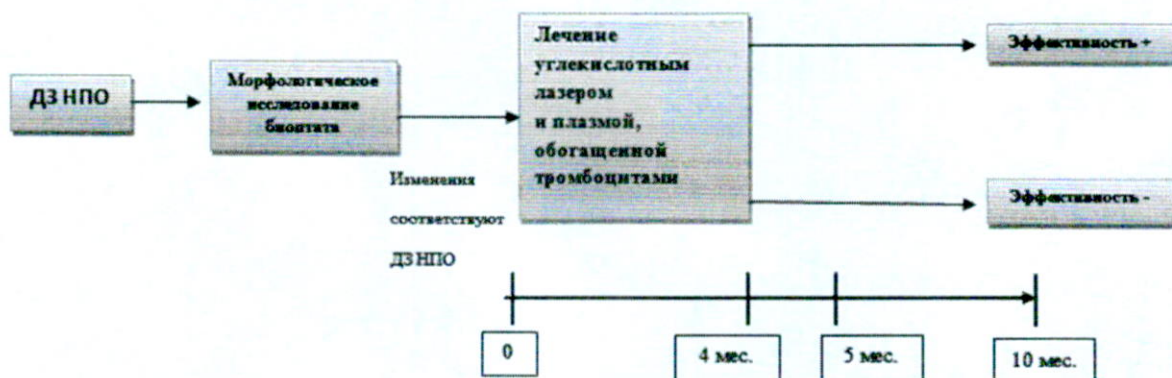 ДЗ НПО
Морфологическое
исследование
биоптата
Изменения
соответствуют
ДЗ НПО
Лечение
углекислотным
лазером
и плазмой,
обогащенной
тромбоцитами
Эффективность +
Эффективность -
0
4 мес.
5 мес.
10 мес.